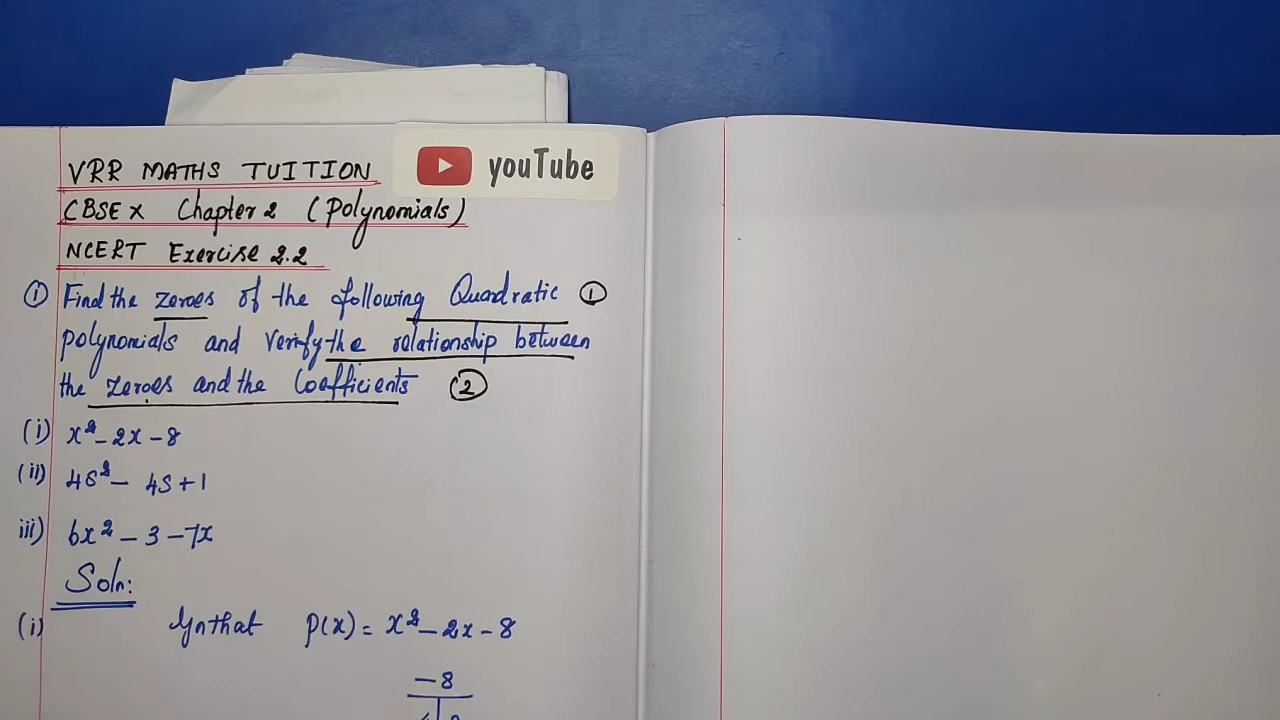 VRR MATHS TUITION
youTube
CBSE X Chapter 2 (Polynomials)
NCERT Exercise 2.2
① Find the zeroes of the following Quadratic ①
polynomials and verify the relationship between
the zeroes and the Coefficients ②
(i) x² - 2x - 8
(ii) 4s² - 4s + 1
iii) 6x² - 3 - 7x
Soln:
(i) Gn that p(x) = x² - 2x - 8
-8